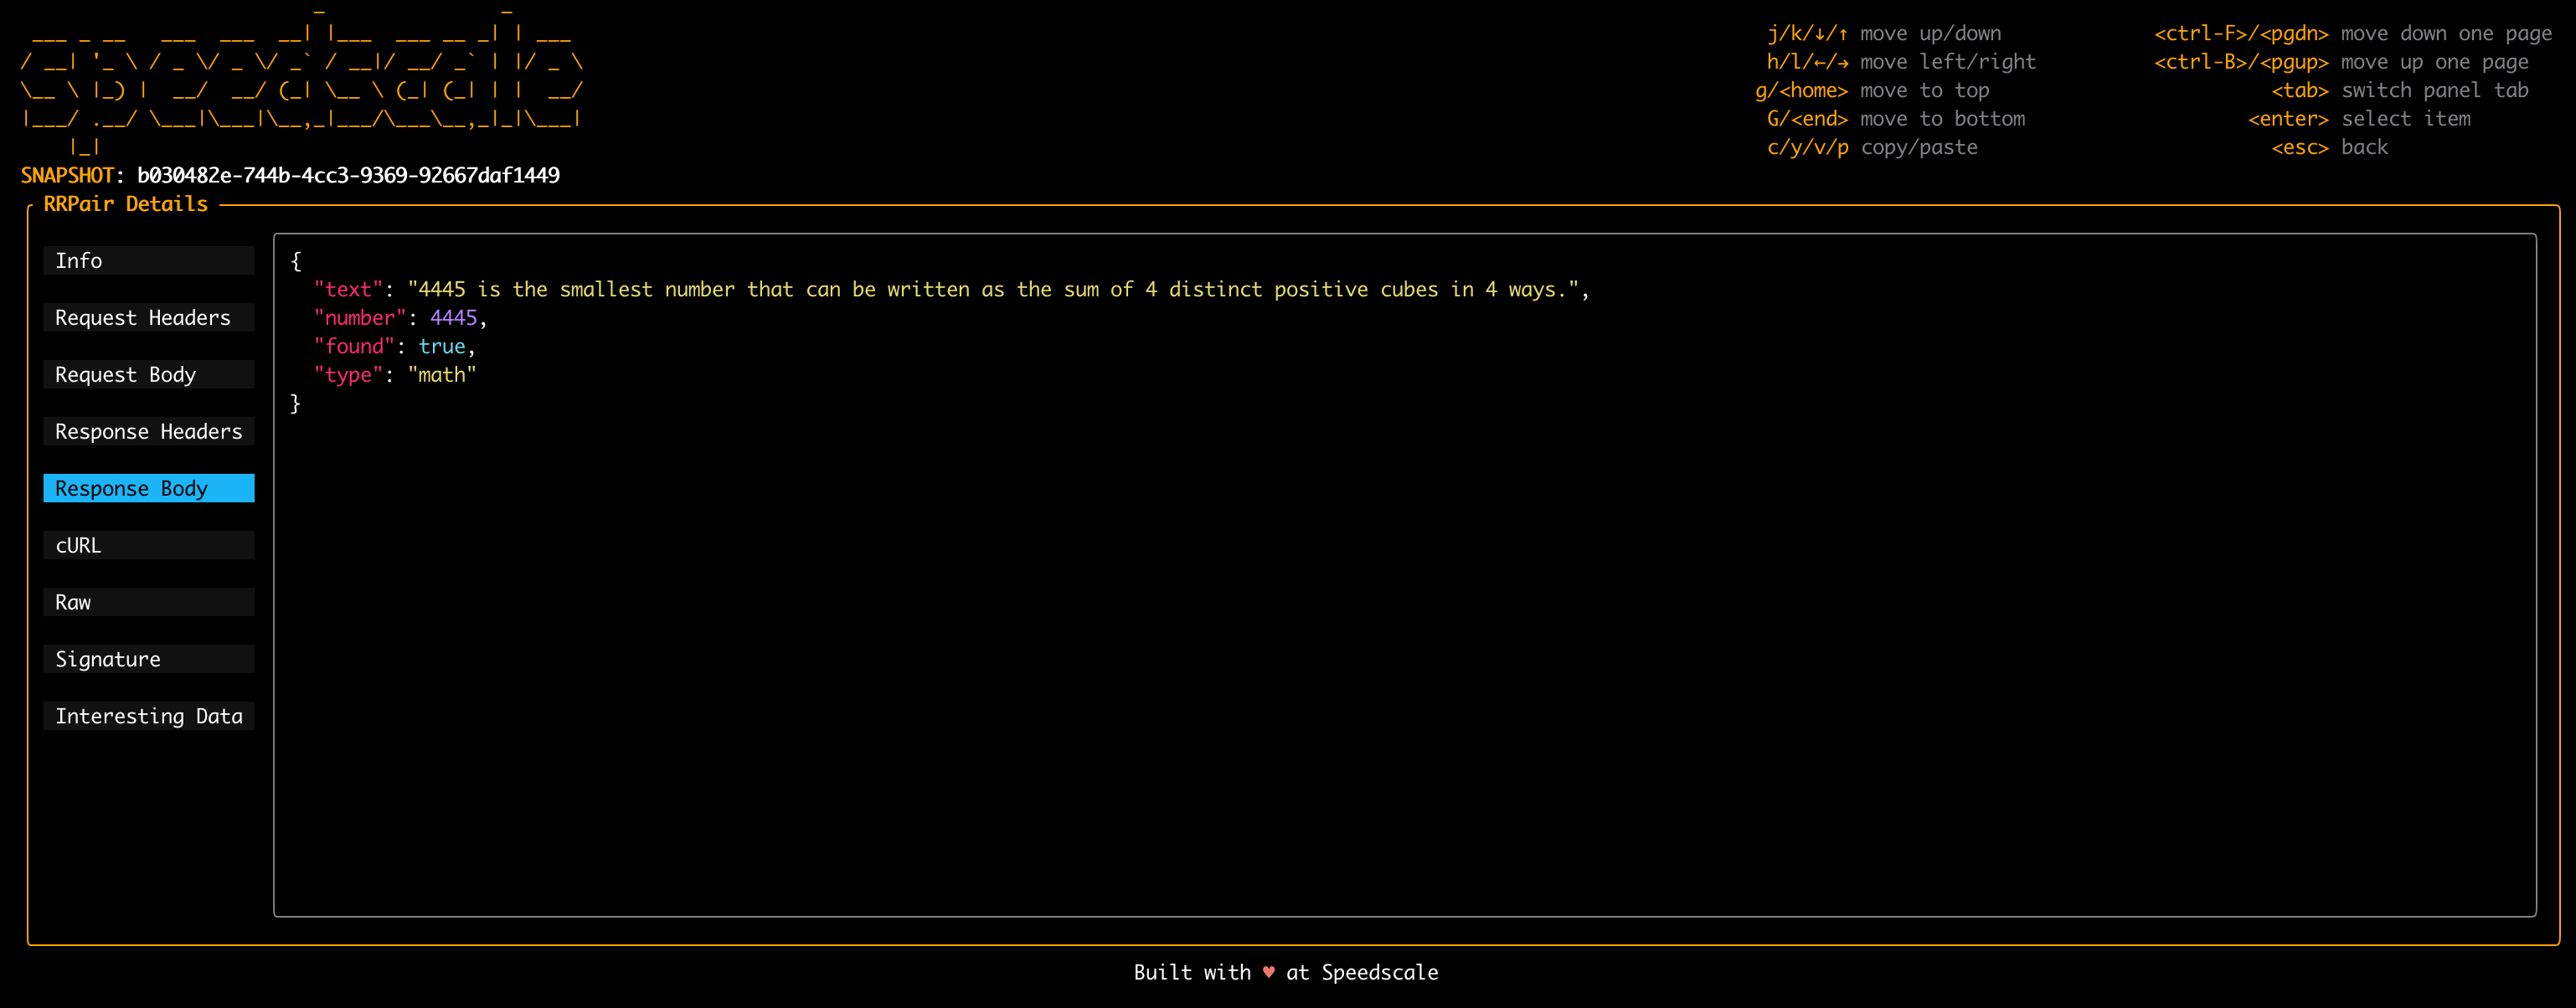 speedscale
j/k/↓/↑ move up/down <ctrl-F>/<pgdn> move down one page
h/l/←/→ move left/right <ctrl-B>/<pgup> move up one page
g/<home> move to top <tab> switch panel tab
G/<end> move to bottom <enter> select item
c/y/v/p copy/paste <esc> back
SNAPSHOT: b030482e-744b-4cc3-9369-92667daf1449
RRPair Details
Info
Request Headers
Request Body
Response Headers
Response Body
cURL
Raw
Signature
Interesting Data
{
"text": "4445 is the smallest number that can be written as the sum of 4 distinct positive cubes in 4 ways.",
"number": 4445,
"found": true,
"type": "math"
}
Built with ♥ at Speedscale